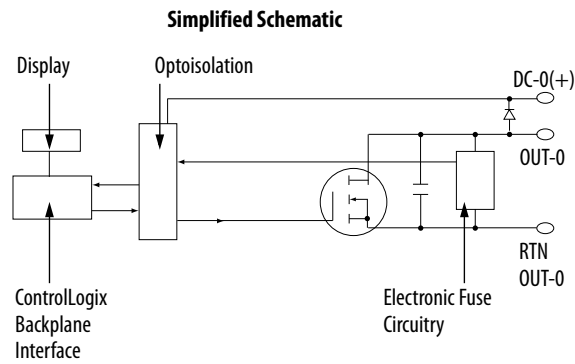 Simplified Schematic
Display
Optoisolation
DC-0(+)
OUT-0
RTN
OUT-0
ControlLogix
Backplane
Interface
Electronic Fuse
Circuitry